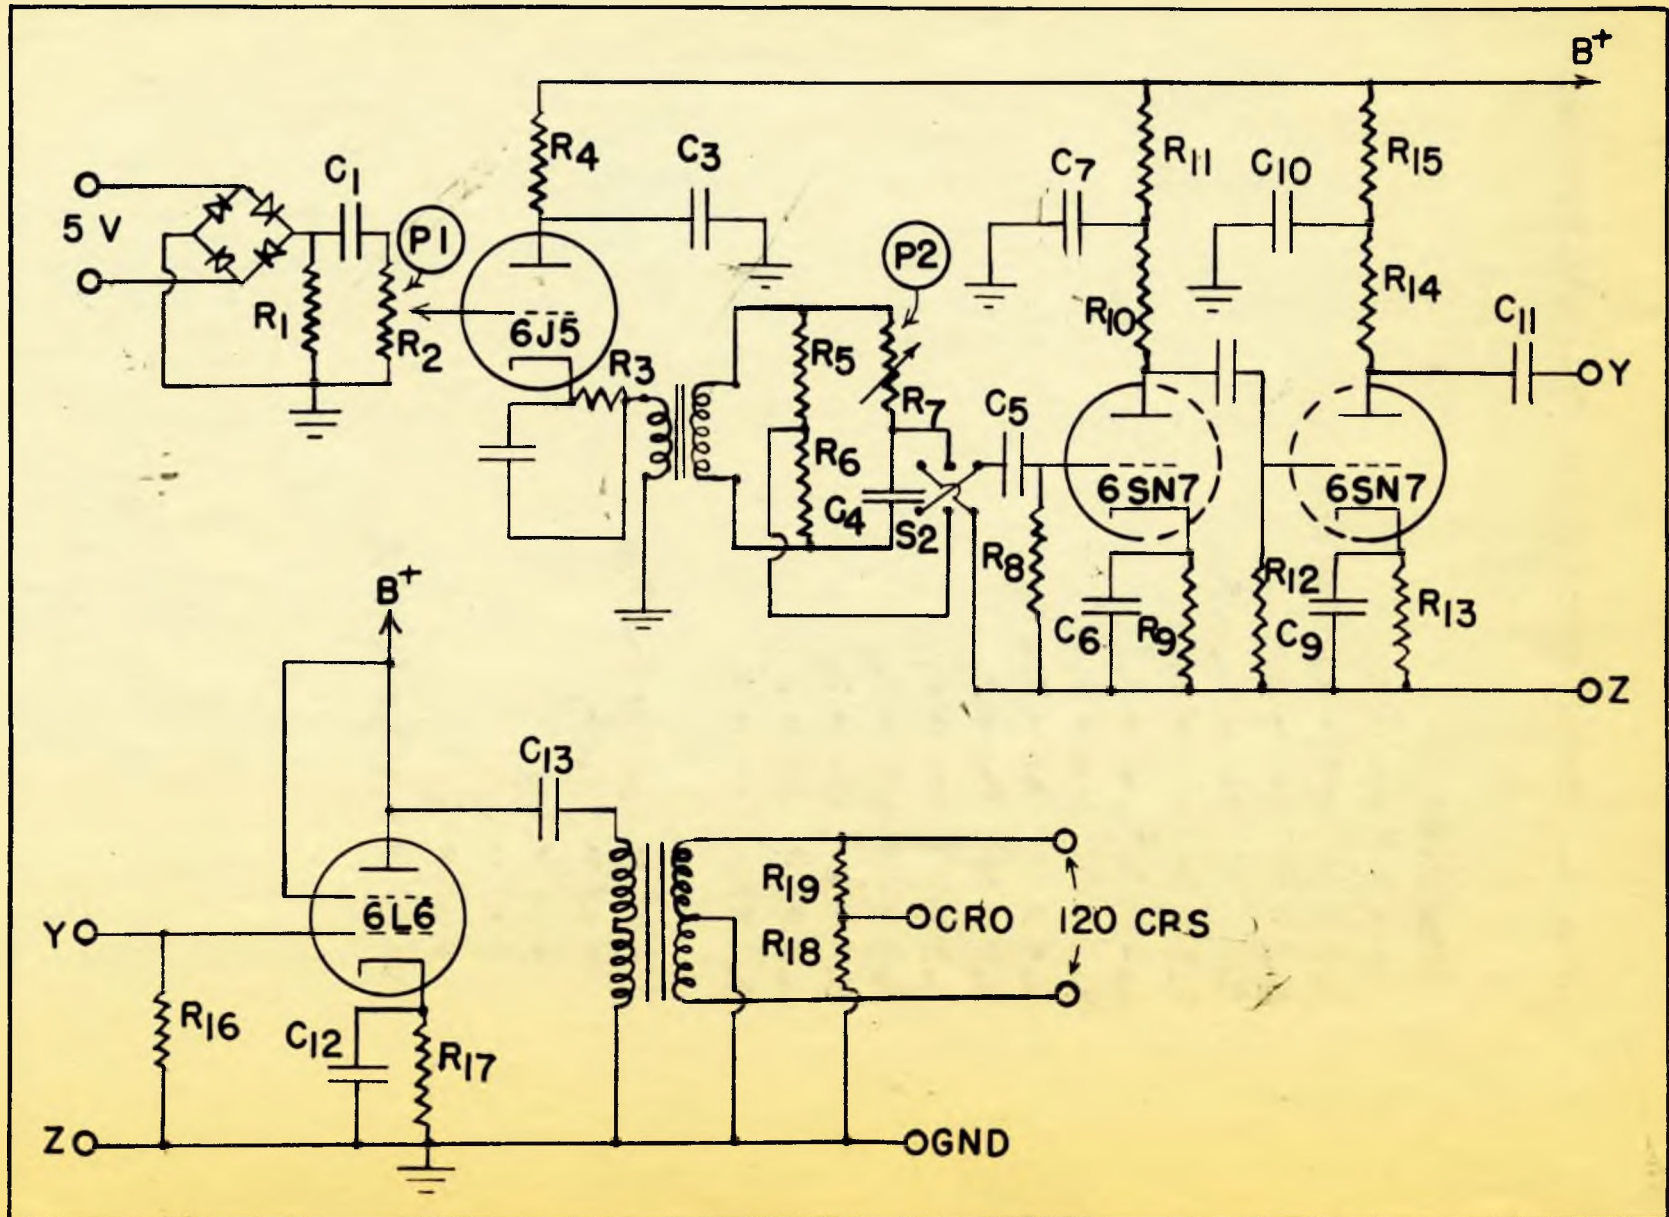 B+
R4
C3
C1
5 V
P1
R1
R2
6J5
R3
P2
R5
R7
R6
C4
S2
C5
R8
C7
R11
R10
C10
R15
R14
C11
Y
6SN7
6SN7
C6
R9
R12
C9
R13
Z
B+
C13
6L6
Y
R16
C12
R17
R19
CRO
120 CRS
R18
Z
GND